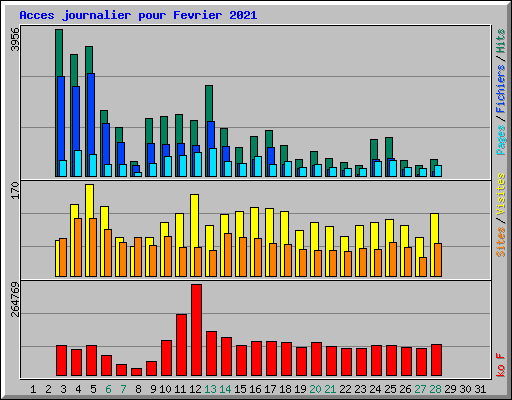 Acces journalier pour Fevrier 2021
3956
170
264769
Pages / Fichiers / Hits
Sites / Visites
ko F
1 2 3 4 5 6 7 8 9 10 11 12 13 14 15 16 17 18 19 20 21 22 23 24 25 26 27 28 29 30 31